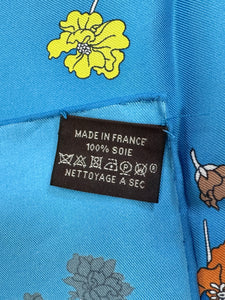 MADE IN FRANCE
100% SOIE
NETTOYAGE A SEC